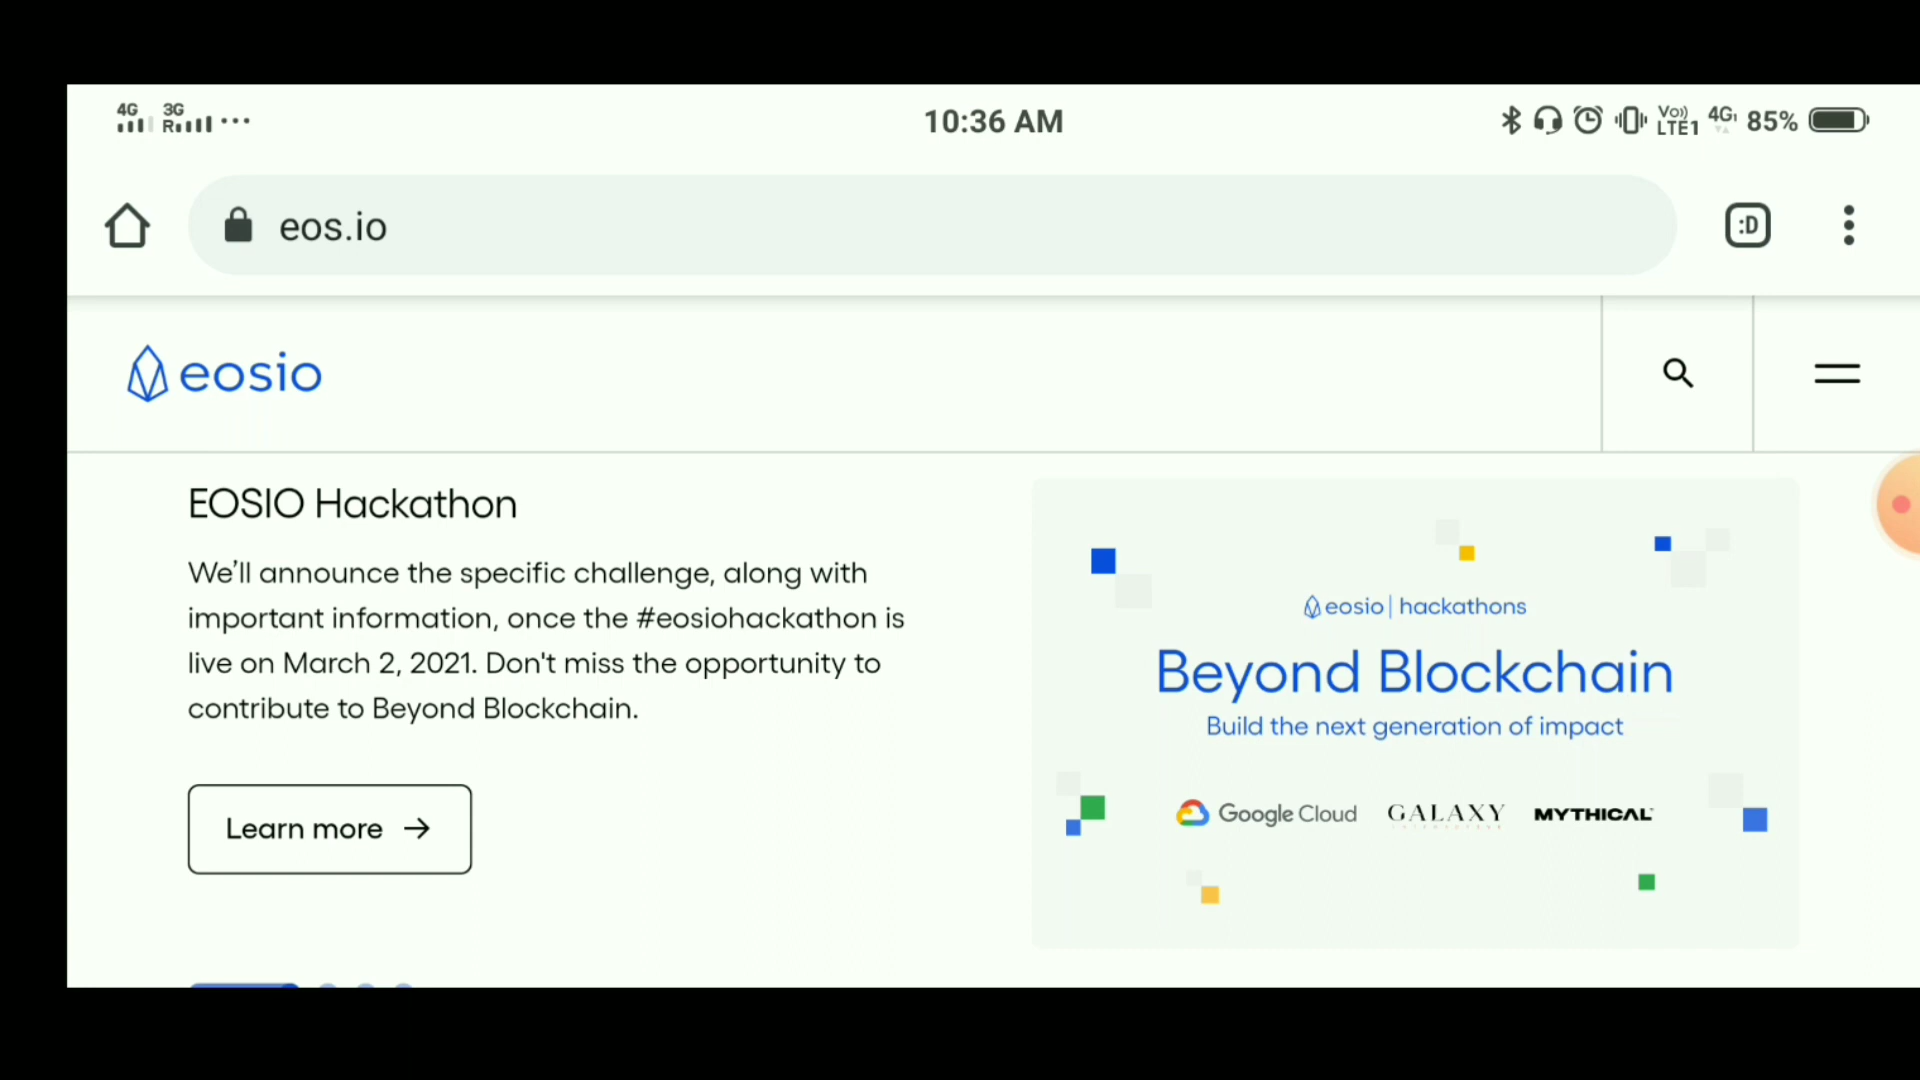 4G 3G
R
10:36 AM
Vo))
LTE1
4G
85%
eos.io
:D
eosio
EOSIO Hackathon
We’ll announce the specific challenge, along with
important information, once the #eosiohackathon is
live on March 2, 2021. Don't miss the opportunity to
contribute to Beyond Blockchain.
Learn more →
eosio | hackathons
Beyond Blockchain
Build the next generation of impact
Google Cloud GALAXY MYTHICAL